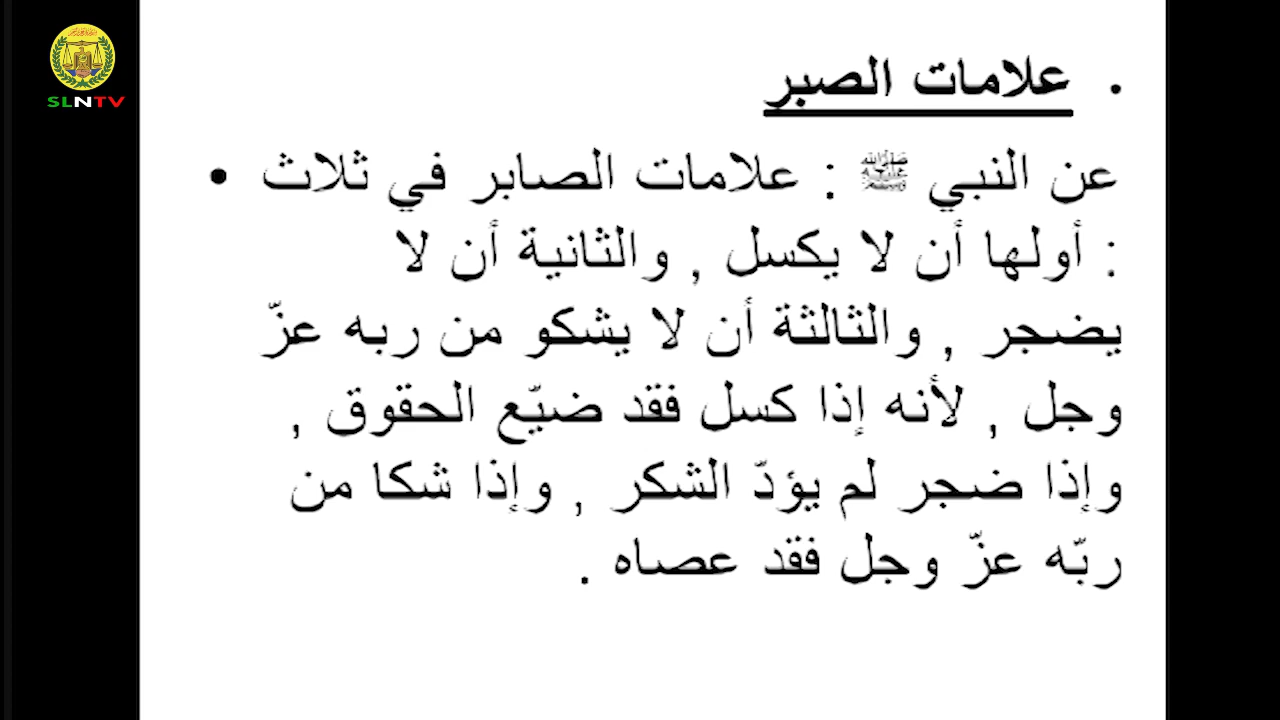 SLNTV
• علامات الصبر
عن النبي ﷺ : علامات الصابر في ثلاث •
: أولها أن لا يكسل , والثانية أن لا
يضجر , والثالثة أن لا يشكو من ربه عزّ
وجل , لأنه إذا كسل فقد ضيّع الحقوق ,
وإذا ضجر لم يؤدّ الشكر , وإذا شكا من
ربّه عزّ وجل فقد عصاه .